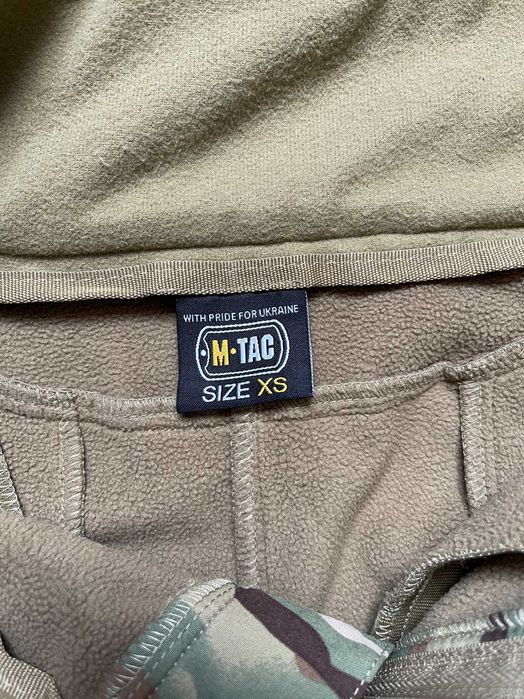 WITH PRIDE FOR UKRAINE
M·TAC
SIZE XS